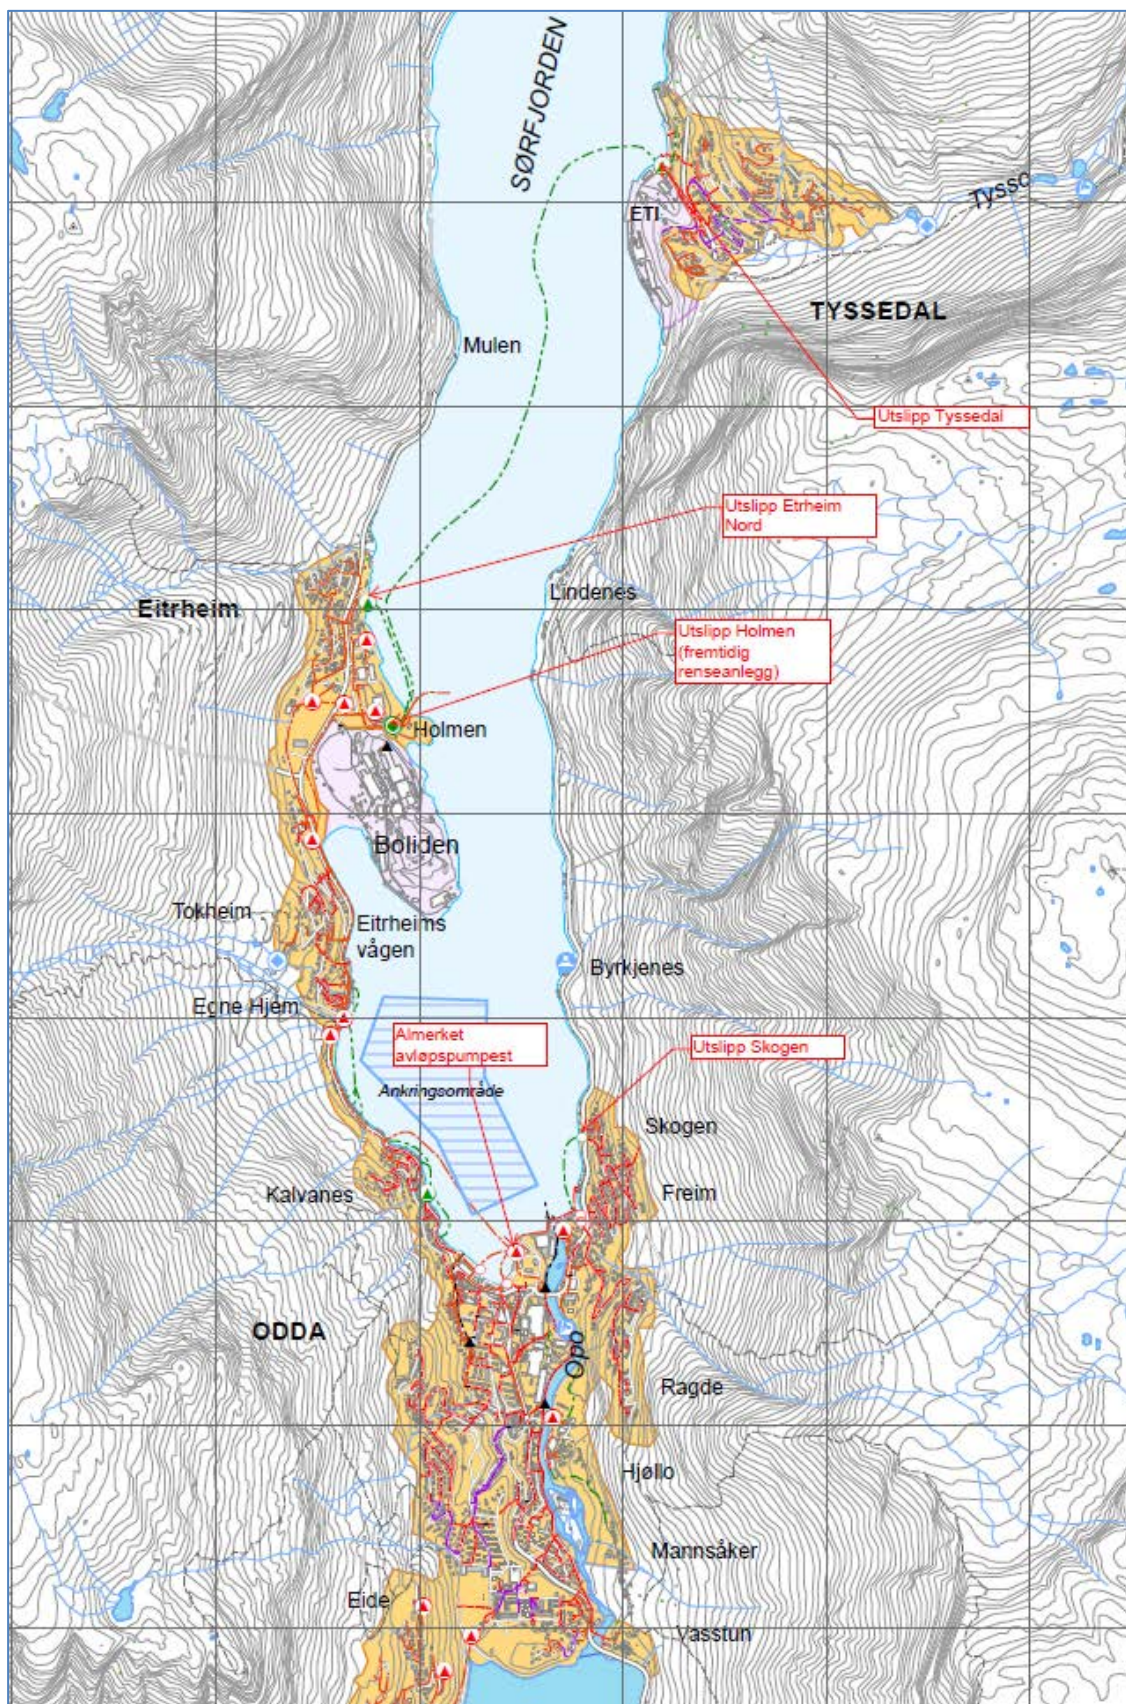 SØRFJORDEN
Tysso
ETI
TYSSEDAL
Mulen
Utslipp Tyssedal
Utslipp Etrheim
Nord
Lindenes
Eitrheim
Utslipp Holmen
(fremtidig
renseanlegg)
Holmen
Boliden
Tokheim
Eitrheims
vågen
Byrkjenes
Egne Hjem
Almerket
avløpspumpest
Utslipp Skogen
Ankringsområde
Skogen
Kalvanes
Freim
ODDA
Opo
Ragde
Hjøllo
Mannsåker
Eide
Vasstun